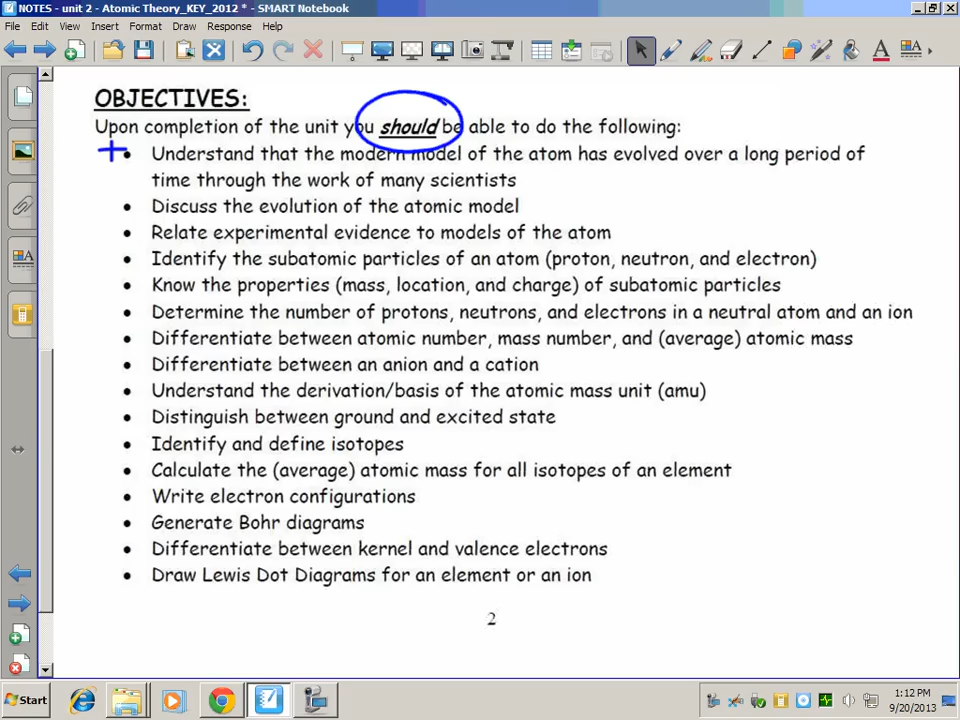 NOTES - unit 2 - Atomic Theory_KEY_2012 * - SMART Notebook
File Edit View Insert Format Tools Draw Response Help
OBJECTIVES:
Upon completion of the unit you should be able to do the following:
+
• Understand that the modern model of the atom has evolved over a long period of
time through the work of many scientists
• Discuss the evolution of the atomic model
• Relate experimental evidence to models of the atom
• Identify the subatomic particles of an atom (proton, neutron, and electron)
• Know the properties (mass, location, and charge) of subatomic particles
• Determine the number of protons, neutrons, and electrons in a neutral atom and an ion
• Differentiate between atomic number, mass number, and (average) atomic mass
• Differentiate between an anion and a cation
• Understand the derivation/basis of the atomic mass unit (amu)
• Distinguish between ground and excited state
• Identify and define isotopes
• Calculate the (average) atomic mass for all isotopes of an element
• Write electron configurations
• Generate Bohr diagrams
• Differentiate between kernel and valence electrons
• Draw Lewis Dot Diagrams for an element or an ion
2
Start
1:12 PM
9/20/2013